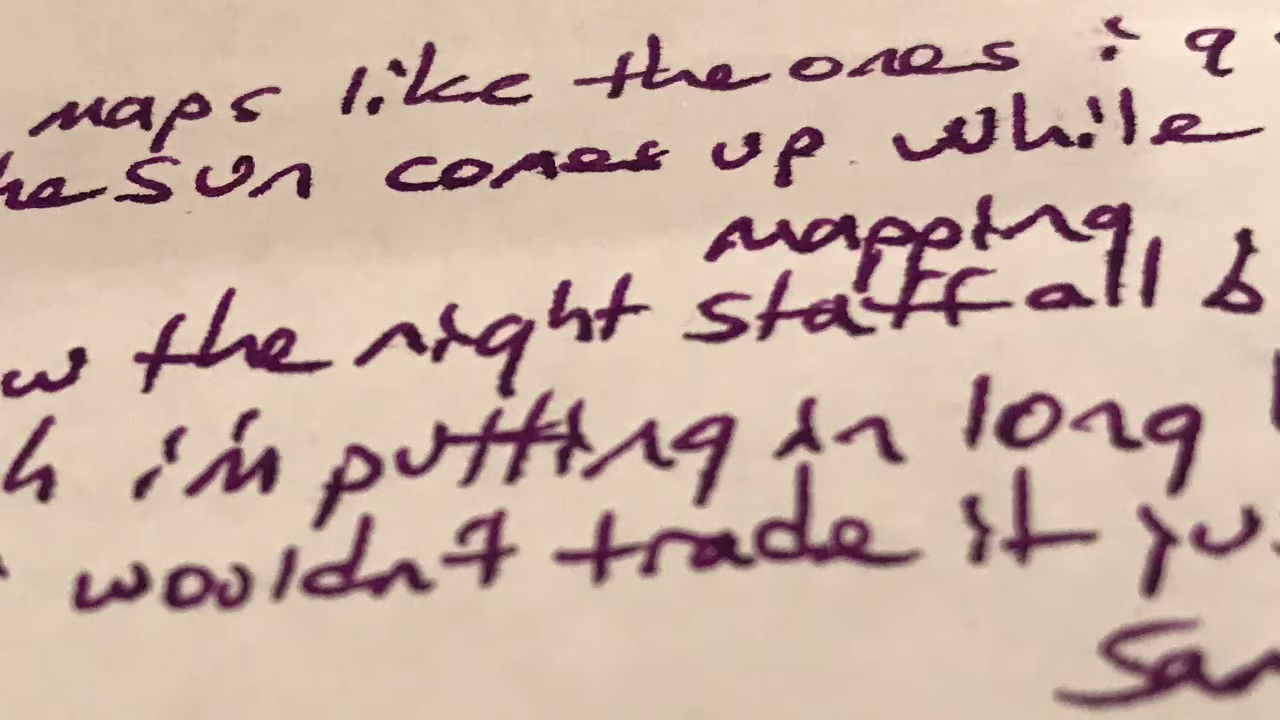 maps like the ones i
the sun comes up while
mapping
the night staff all
i'm putting in long
wouldn't trade it